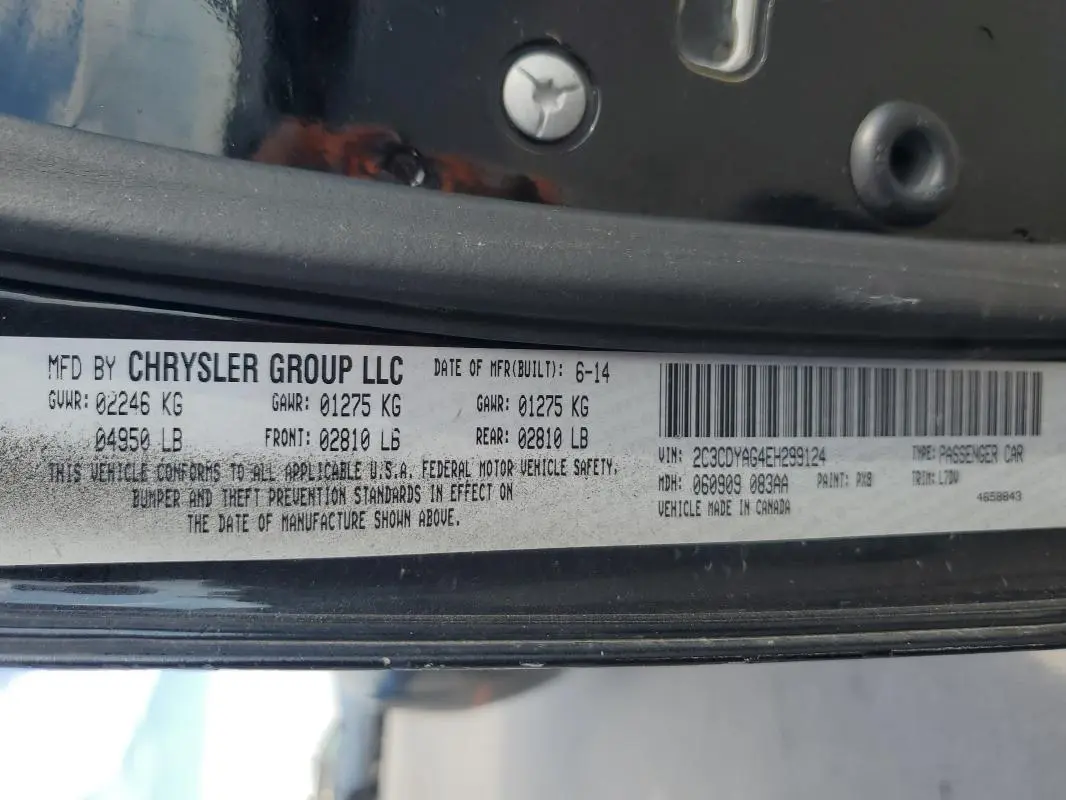 MFD BY CHRYSLER GROUP LLC DATE OF MFR(BUILT): 6-14
GVWR: 02246 KG GAWR: 01275 KG GAWR: 01275 KG
04950 LB FRONT: 02810 LB REAR: 02810 LB
THIS VEHICLE CONFORMS TO ALL APPLICABLE U.S.A. FEDERAL MOTOR VEHICLE SAFETY,
BUMPER AND THEFT PREVENTION STANDARDS IN EFFECT ON
THE DATE OF MANUFACTURE SHOWN ABOVE.
VIN: 2C3CDYAG4EH299124 TYPE: PASSENGER CAR
MDH: 060909 083AA PAINT: PX8 TRIM: L7DV
VEHICLE MADE IN CANADA 4658843